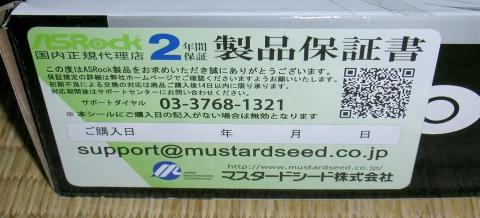 ASRock
国内正規代理店
2年間保証
製品保証書
この度はASRock製品をお求めいただき誠にありがとうございます。
保証規定の詳細は弊社ホームページでご確認いただけますようお願い致します。
初期不良による交換の対応は商品ご購入後14日以内に限り承ります。
対応期間後はサポートセンターにお問い合わせください。
サポートダイヤル 03-3768-1321
※本シールにご購入日の記入がない場合は無効となります
ご購入日 年 月 日
support@mustardseed.co.jp
http://www.mustardseed.co.jp
マスタードシード株式会社